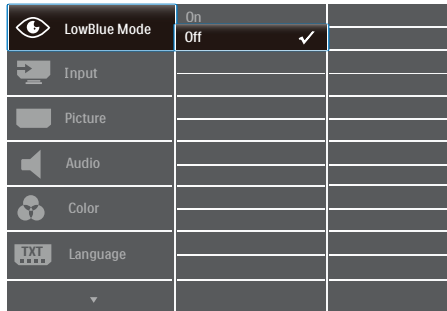 LowBlue Mode
On
Off
Input
Picture
Audio
Color
TXT
Language